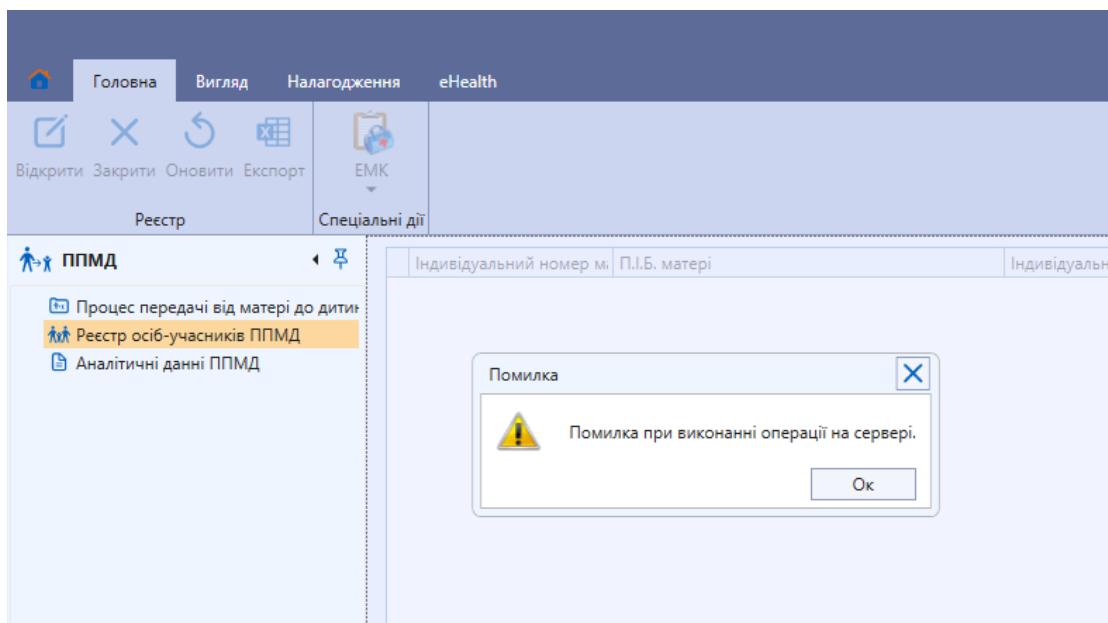 Головна Вигляд Налагодження eHealth
Відкрити Закрити Оновити Експорт ЕМК
Реєстр Спеціальні дії
ППМД
Індивідуальний номер ма П.І.Б. матері Індивідуальн
Процес передачі від матері до дитин
Реєстр осіб-учасників ППМД
Аналітичні данні ППМД
Помилка
Помилка при виконанні операції на сервері.
Ок